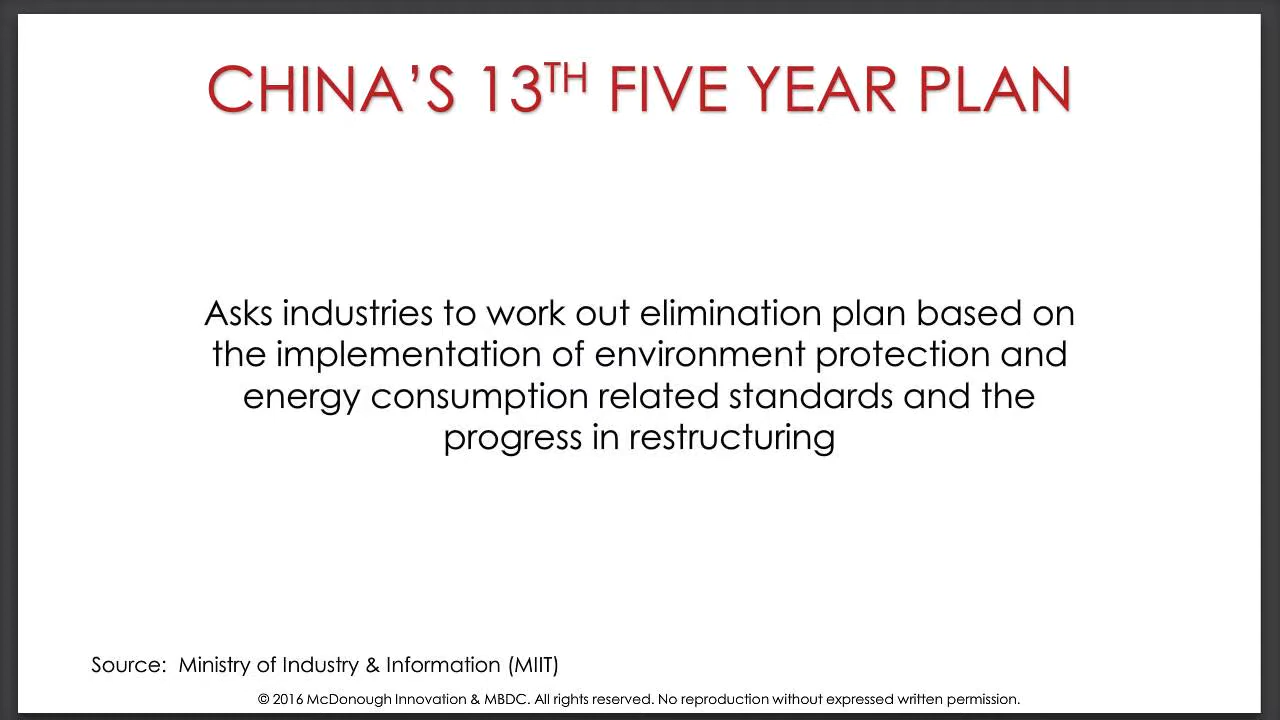 CHINA’S 13TH FIVE YEAR PLAN
Asks industries to work out elimination plan based on
the implementation of environment protection and
energy consumption related standards and the
progress in restructuring
Source:  Ministry of Industry & Information (MIIT)
© 2016 McDonough Innovation & MBDC. All rights reserved. No reproduction without expressed written permission.